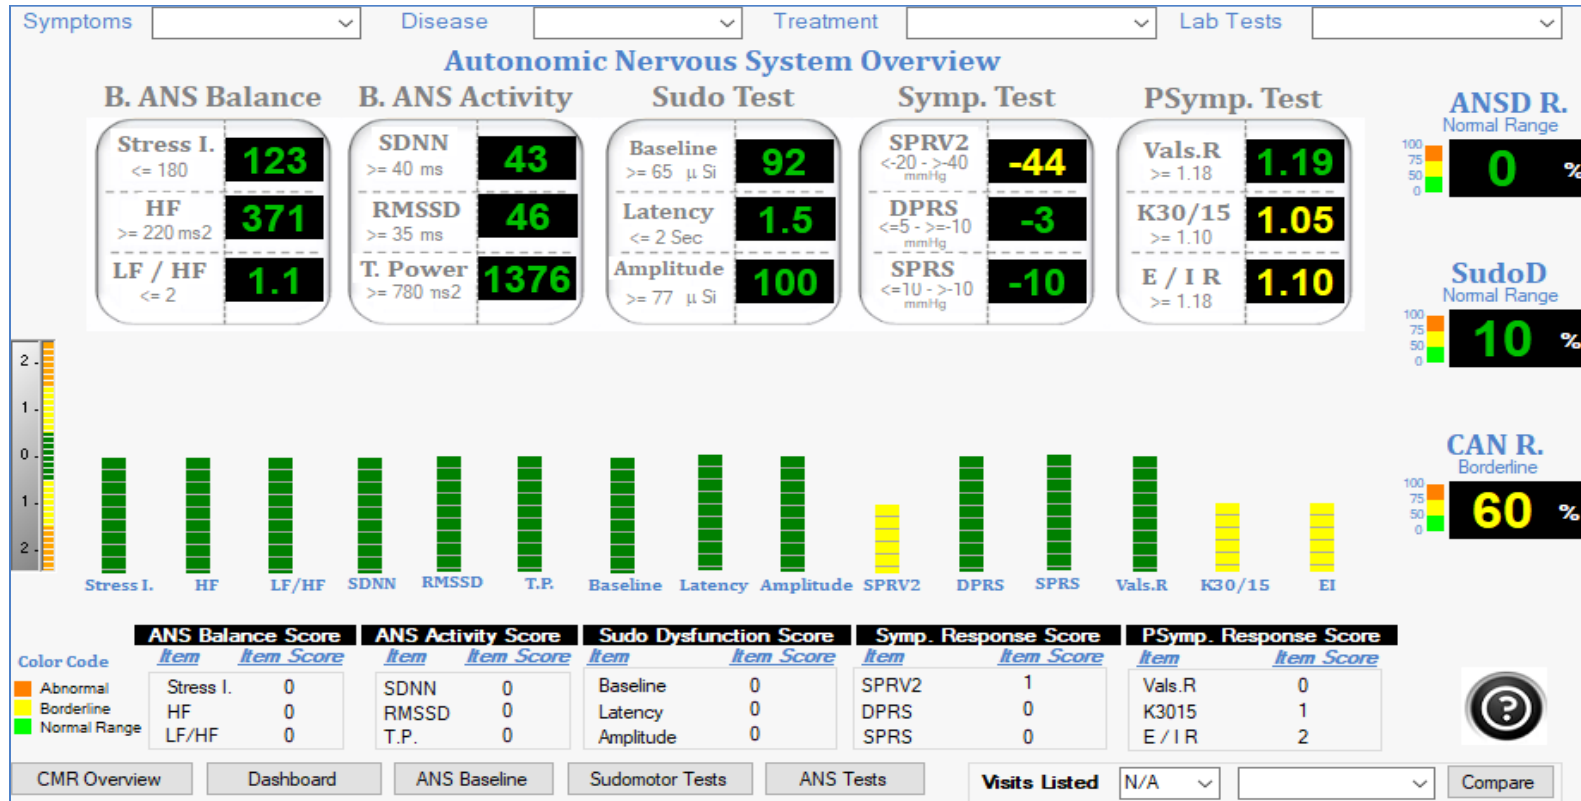 Symptoms Disease Treatment Lab Tests
Autonomic Nervous System Overview
B. ANS Balance B. ANS Activity Sudo Test Symp. Test PSymp. Test
Stress I.
<= 180
123
HF
>= 220 ms2
371
LF / HF
<= 2
1.1
SDNN
>= 40 ms
43
RMSSD
>= 35 ms
46
T. Power
>= 780 ms2
1376
Baseline
>= 65 μ Si
92
Latency
<= 2 Sec
1.5
Amplitude
>= 77 μ Si
100
SPRV2
<-20 - >-40
mmHg
-44
DPRS
<=5 - >=-10
mmHg
-3
SPRS
<=10 - >-10
mmHg
-10
Vals.R
>= 1.18
1.19
K30/15
>= 1.10
1.05
E / I R
>= 1.18
1.10
ANSD R.
Normal Range
100
75
50
0
0 %
SudoD
Normal Range
100
75
50
0
10 %
CAN R.
Borderline
100
75
50
0
60 %
2 -
1 -
0 -
1 -
2 -
Stress I. HF LF/HF SDNN RMSSD T.P. Baseline Latency Amplitude SPRV2 DPRS SPRS Vals.R K30/15 EI
Color Code
Abnormal
Borderline
Normal Range
ANS Balance Score
Item Item Score
Stress I. 0
HF 0
LF/HF 0
ANS Activity Score
Item Item Score
SDNN 0
RMSSD 0
T.P. 0
Sudo Dysfunction Score
Item Item Score
Baseline 0
Latency 0
Amplitude 0
Symp. Response Score
Item Item Score
SPRV2 1
DPRS 0
SPRS 0
PSymp. Response Score
Item Item Score
Vals.R 0
K3015 1
E / I R 2
?
CMR Overview Dashboard ANS Baseline Sudomotor Tests ANS Tests Visits Listed N/A Compare